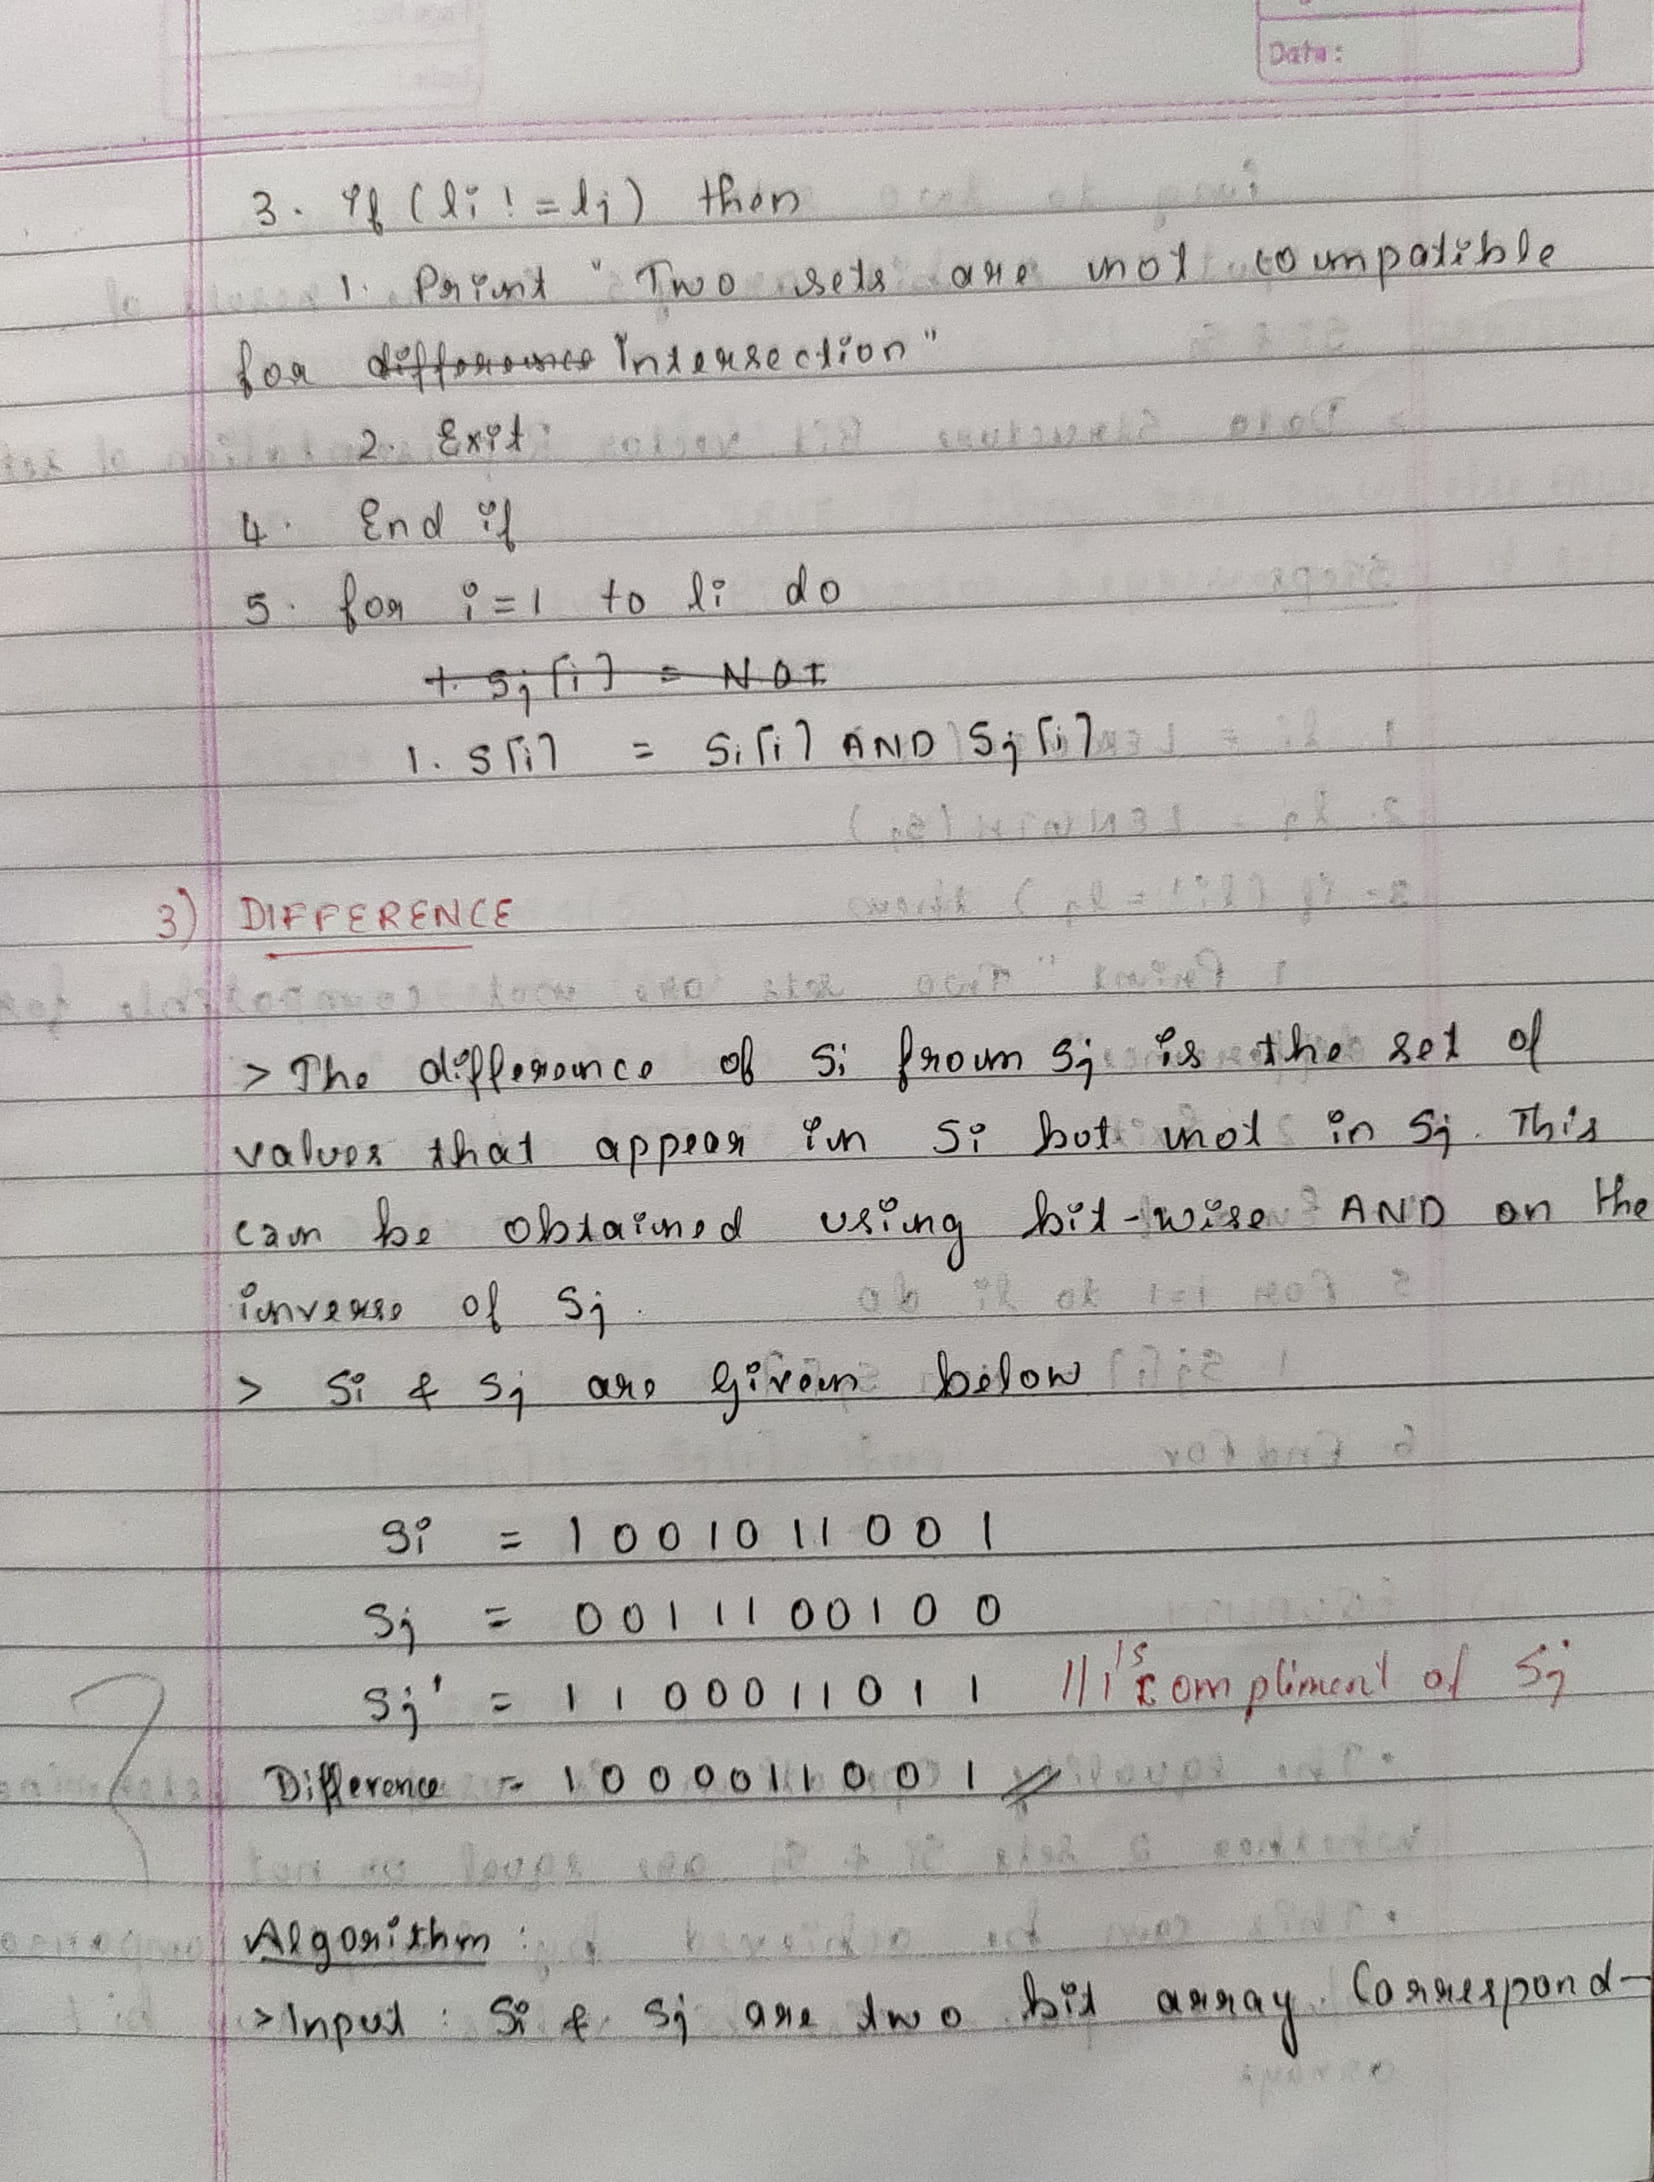 Date:
3. if (li != lj) then
1. Print "Two sets are not compatible
for difference Intersection"
2. Exit
4. End if
5. for i=1 to li do
1. Sj[i] = NOT
1. S[i] = Si[i] AND Sj[i]
3) DIFFERENCE
> The difference of Si from Sj is the set of
values that appear in Si but not in Sj. This
can be obtained using bit-wise AND on the
inverse of Sj.
> Si & Sj are given below
Si = 1 0 0 1 0 1 1 0 0 1
Sj = 0 0 1 1 1 0 0 1 0 0
Sj' = 1 1 0 0 0 1 1 0 1 1 //1's compliment of Sj
Difference = 1 0 0 0 0 1 1 0 0 1
Algorithm :
> Input : Si & Sj are two bit array. Correspond-